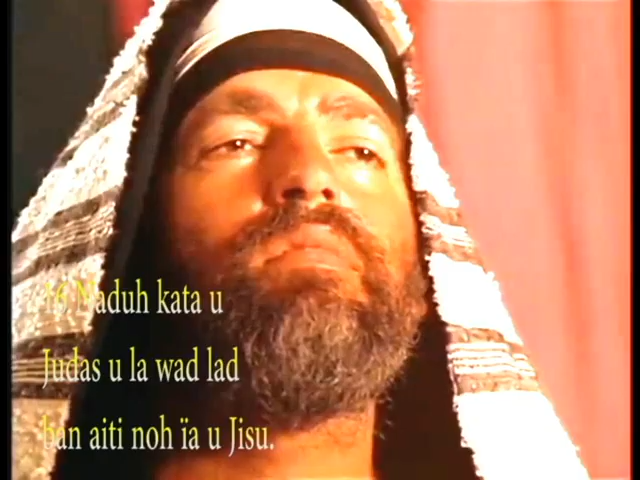 16 Naduh kata u
Judas u la wad lad
ban aiti noh ïa u Jisu.